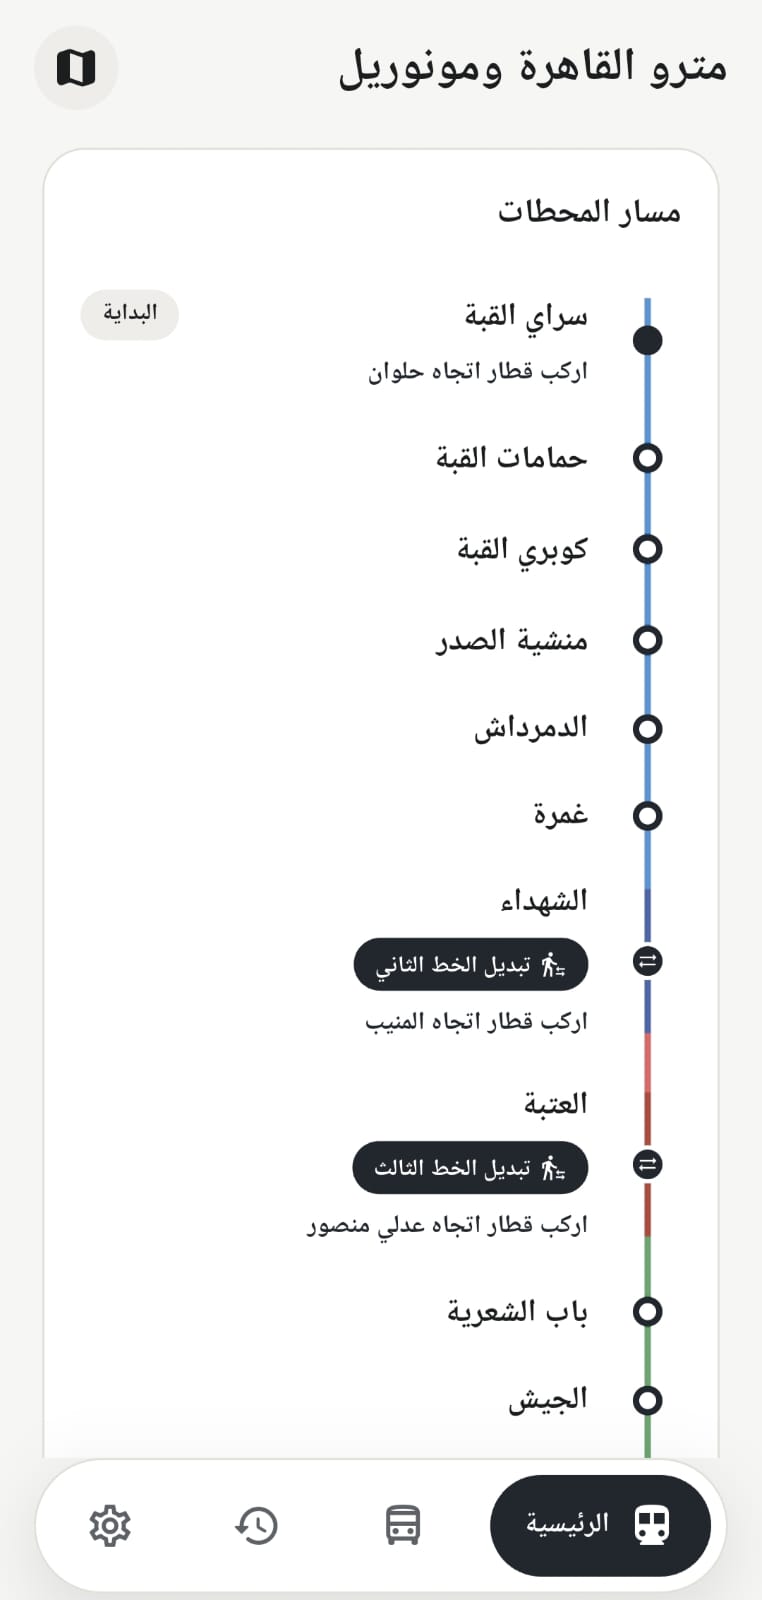 مترو القاهرة ومونوريل
مسار المحطات
سراي القبة
البداية
اركب قطار اتجاه حلوان
حمامات القبة
كوبري القبة
منشية الصدر
الدمرداش
غمرة
الشهداء
تبديل الخط الثاني
اركب قطار اتجاه المنيب
العتبة
تبديل الخط الثالث
اركب قطار اتجاه عدلي منصور
باب الشعرية
الجيش
الرئيسية